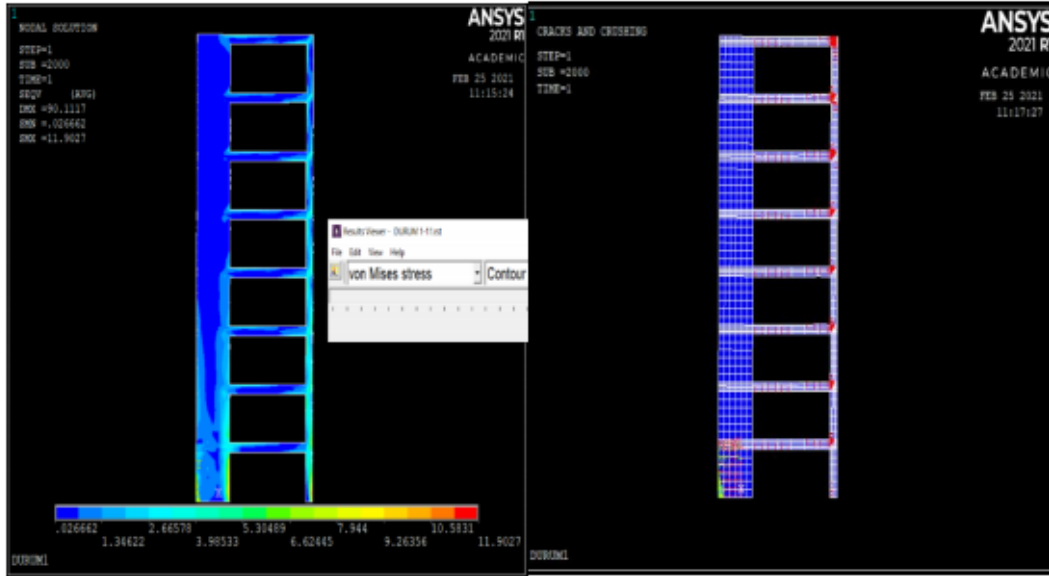 1
NODAL SOLUTION
STEP=1
SUB =2000
TIME=1
SEQV (AVG)
DMX =90.1117
SMN =.026662
SMX =11.9027
ANSYS
2021 R1
ACADEMIC
FEB 25 2021
11:15:24
Results Viewer - DURUM1-11.rst
File Edit View Help
von Mises stress
Contour
.026662 2.66578 5.30489 7.944 10.5831
1.34622 3.98533 6.62445 9.26356 11.9027
DURUM1
1
CRACKS AND CRUSHING
STEP=1
SUB =2000
TIME=1
ANSYS
2021 R1
ACADEMIC
FEB 25 2021
11:17:27
DURUM1